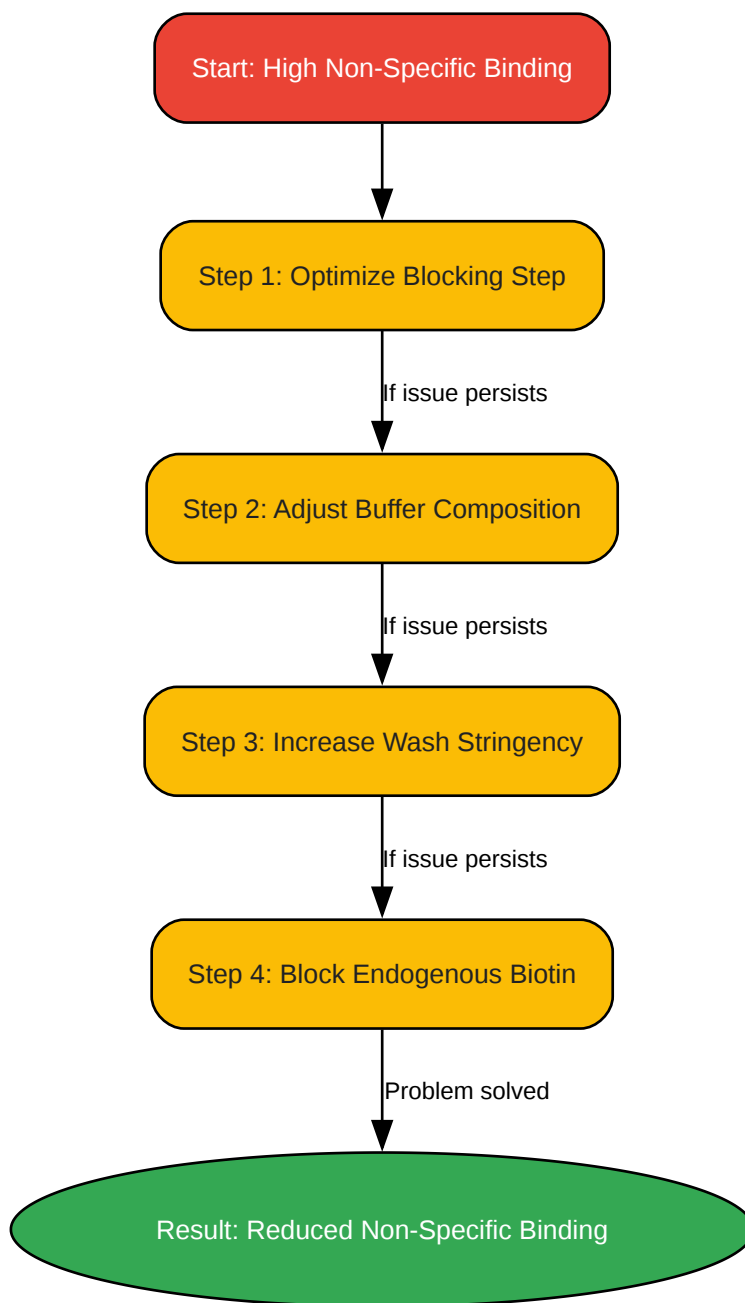 Start: High Non-Specific Binding
Step 1: Optimize Blocking Step
If issue persists
Step 2: Adjust Buffer Composition
If issue persists
Step 3: Increase Wash Stringency
If issue persists
Step 4: Block Endogenous Biotin
Problem solved
Result: Reduced Non-Specific Binding